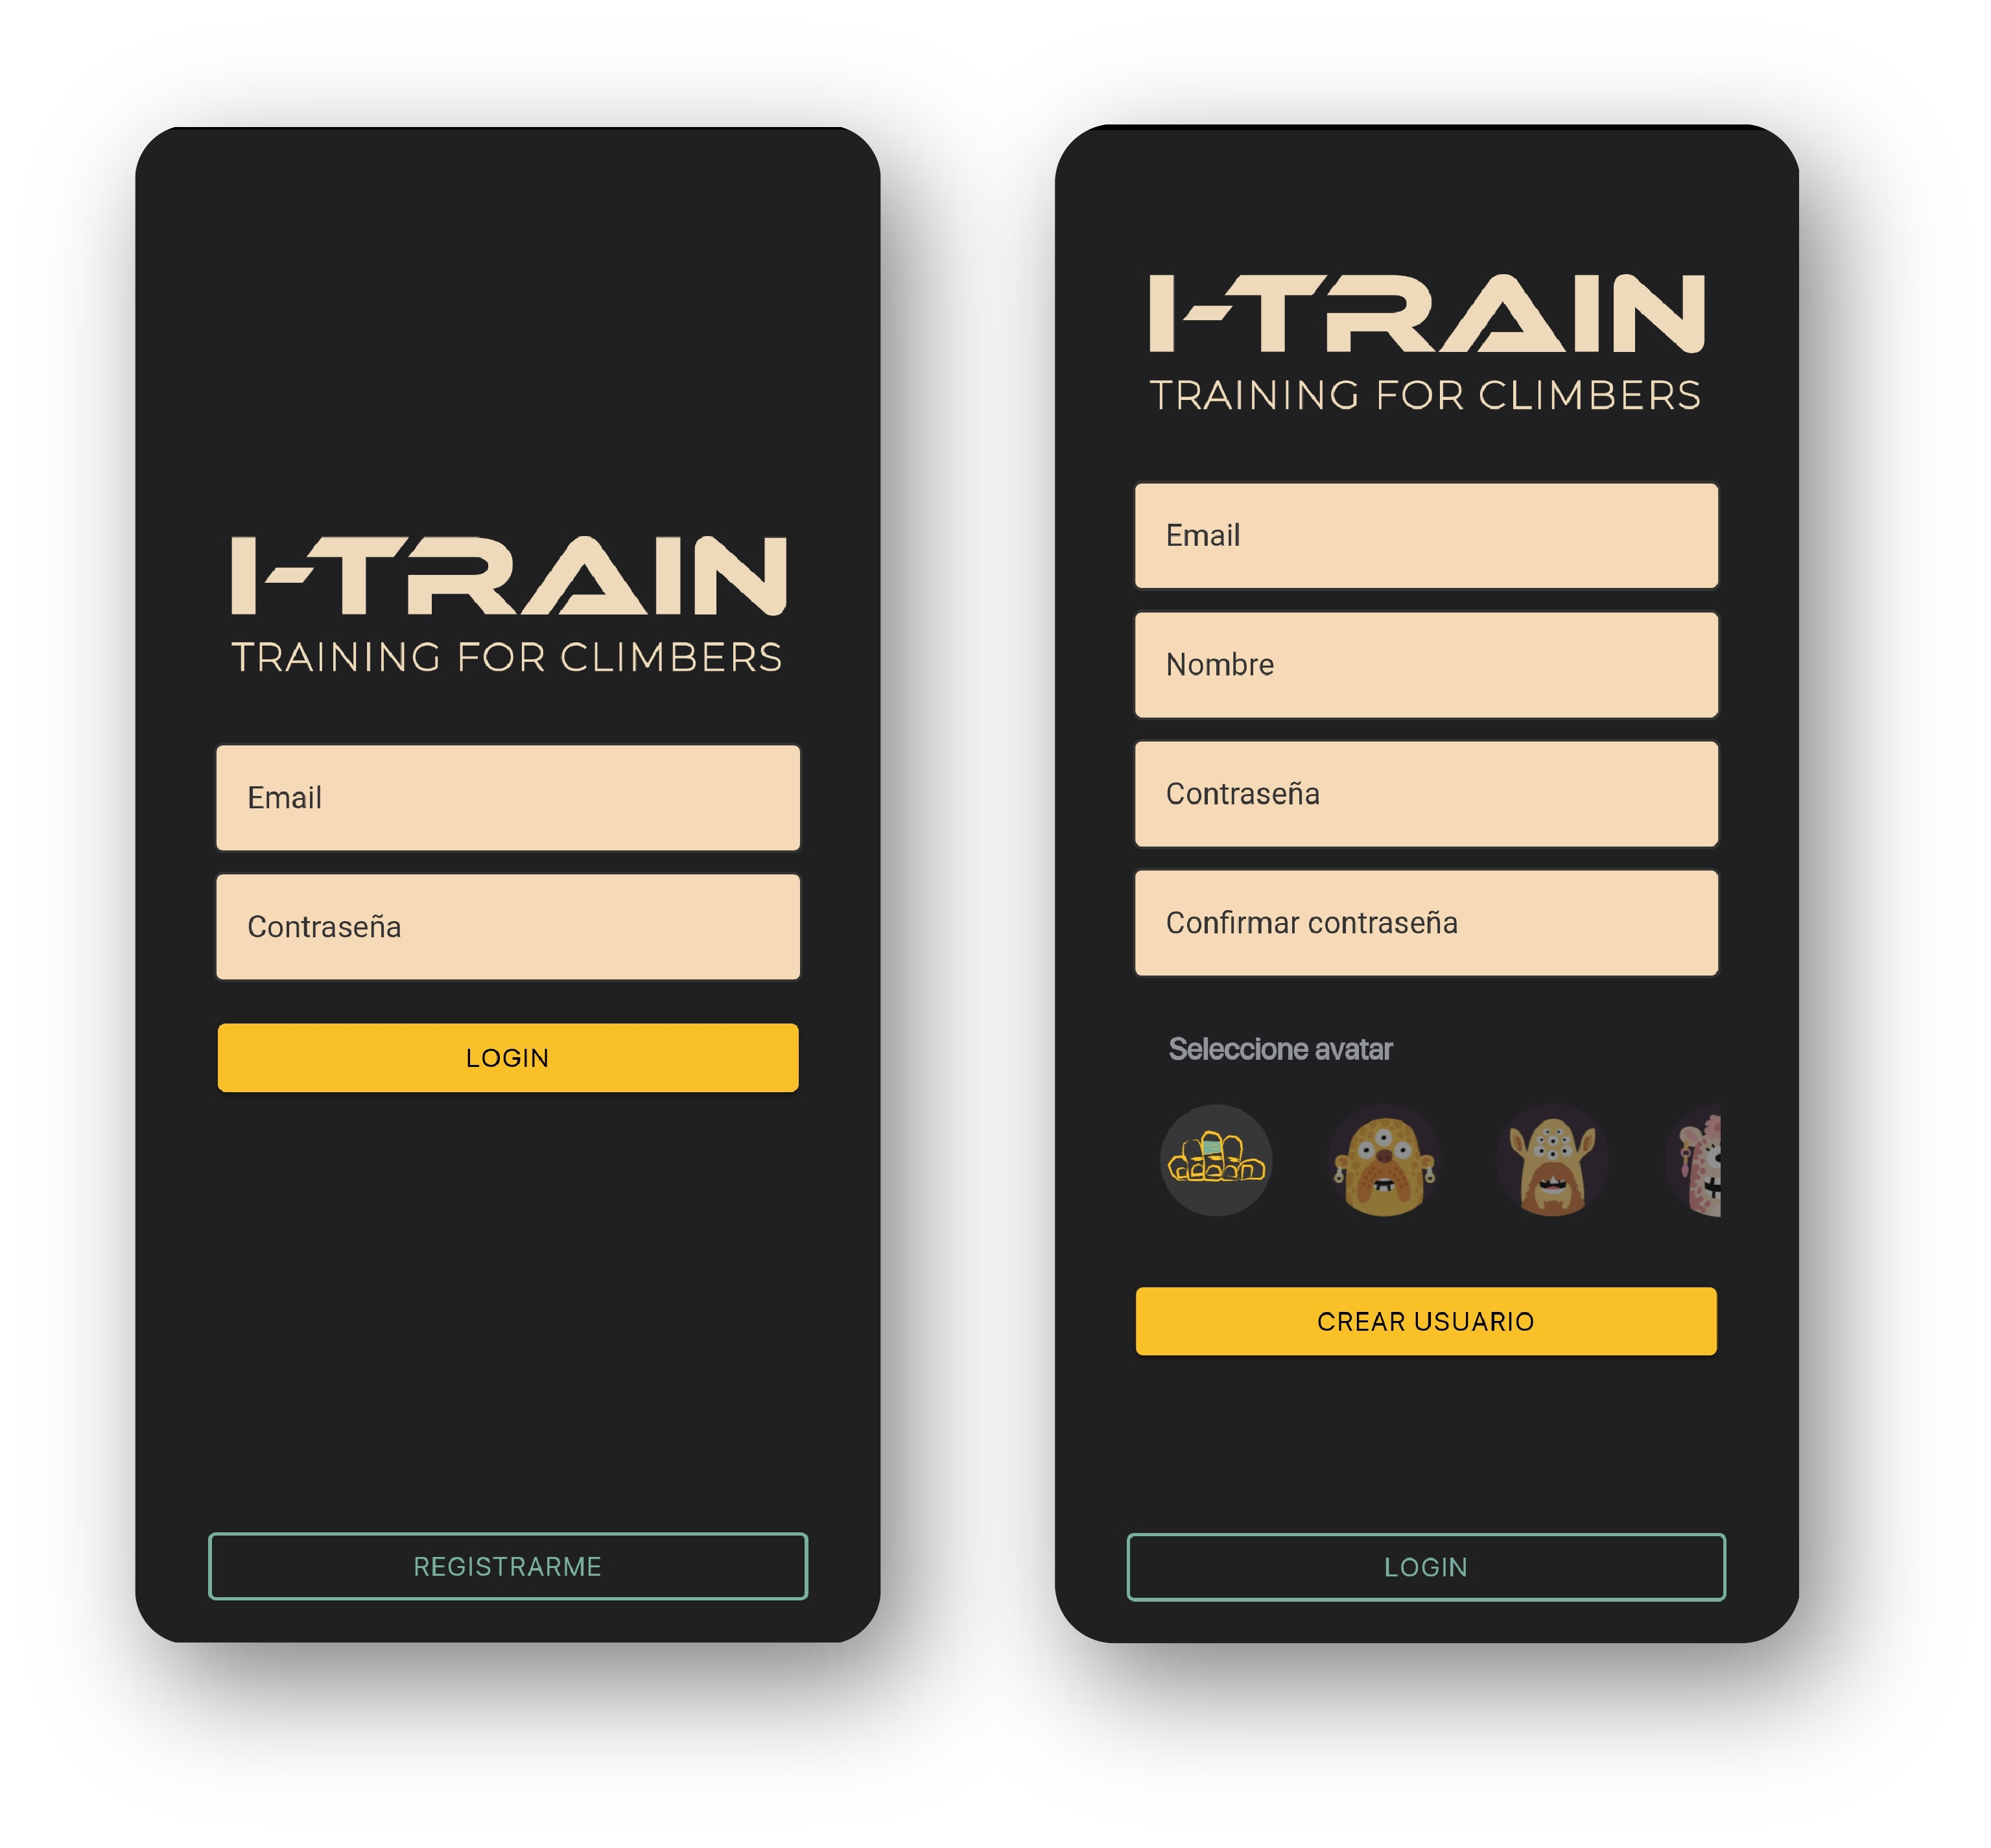 I-TRAIN
TRAINING FOR CLIMBERS
Email
Contraseña
LOGIN
REGISTRARME
I-TRAIN
TRAINING FOR CLIMBERS
Email
Nombre
Contraseña
Confirmar contraseña
Seleccione avatar
CREAR USUARIO
LOGIN